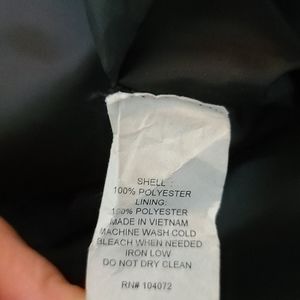 SHELL :
100% POLYESTER
LINING:
100% POLYESTER
MADE IN VIETNAM
MACHINE WASH COLD
BLEACH WHEN NEEDED
IRON LOW
DO NOT DRY CLEAN
RN# 104072